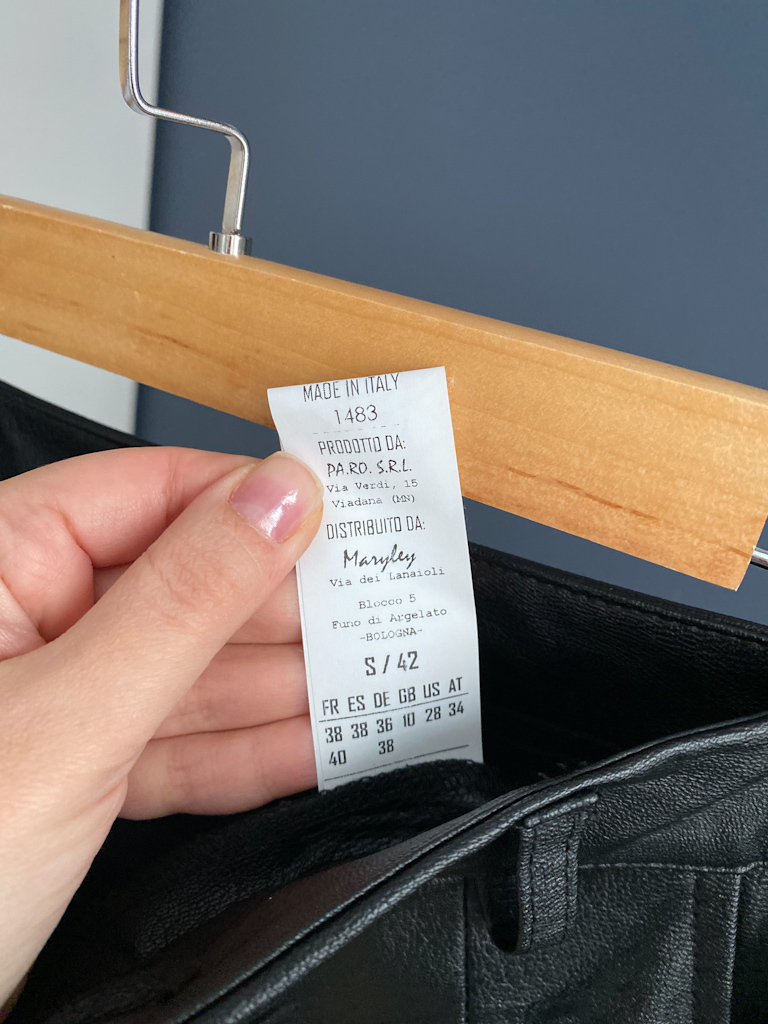 MADE IN ITALY
1483
PRODOTTO DA:
PA.RO. S.R.L.
Via Verdi, 15
Viadana (MN)
DISTRIBUITO DA:
Maryley
Via dei Lanaioli
Blocco 5
Funo di Argelato
-BOLOGNA-
S / 42
FR ES DE GB US AT
38 38 36 10 28 34
40 38